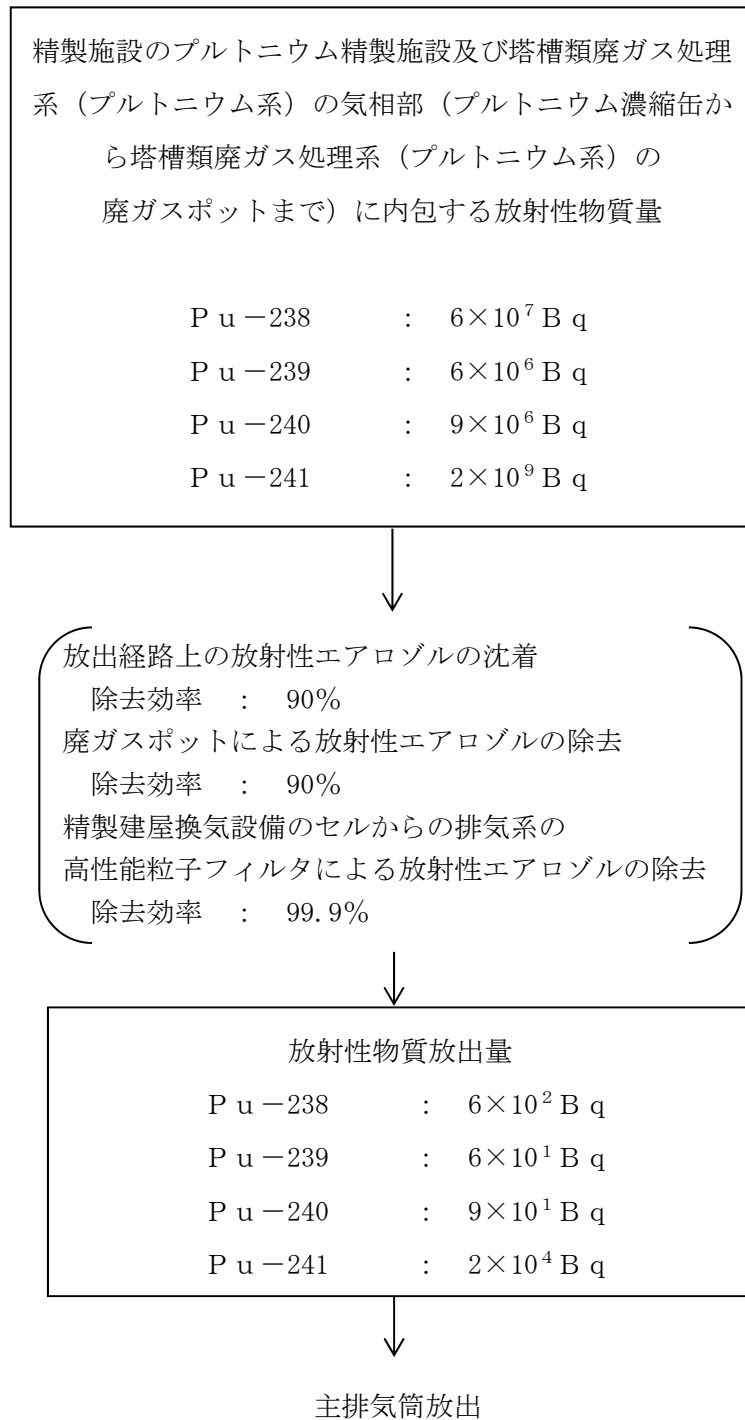 精製施設のプルトニウム精製施設及び塔槽類廃ガス処理
系（プルトニウム系）の気相部（プルトニウム濃縮缶か
ら塔槽類廃ガス処理系（プルトニウム系）の
廃ガスポットまで）に内包する放射性物質量
Ｐｕ－238 : 6×10⁷Ｂｑ
Ｐｕ－239 : 6×10⁶Ｂｑ
Ｐｕ－240 : 9×10⁶Ｂｑ
Ｐｕ－241 : 2×10⁹Ｂｑ
放出経路上の放射性エアロゾルの沈着
除去効率 : 90%
廃ガスポットによる放射性エアロゾルの除去
除去効率 : 90%
精製建屋換気設備のセルからの排気系の
高性能粒子フィルタによる放射性エアロゾルの除去
除去効率 : 99.9%
放射性物質放出量
Ｐｕ－238 : 6×10²Ｂｑ
Ｐｕ－239 : 6×10¹Ｂｑ
Ｐｕ－240 : 9×10¹Ｂｑ
Ｐｕ－241 : 2×10⁴Ｂｑ
主排気筒放出